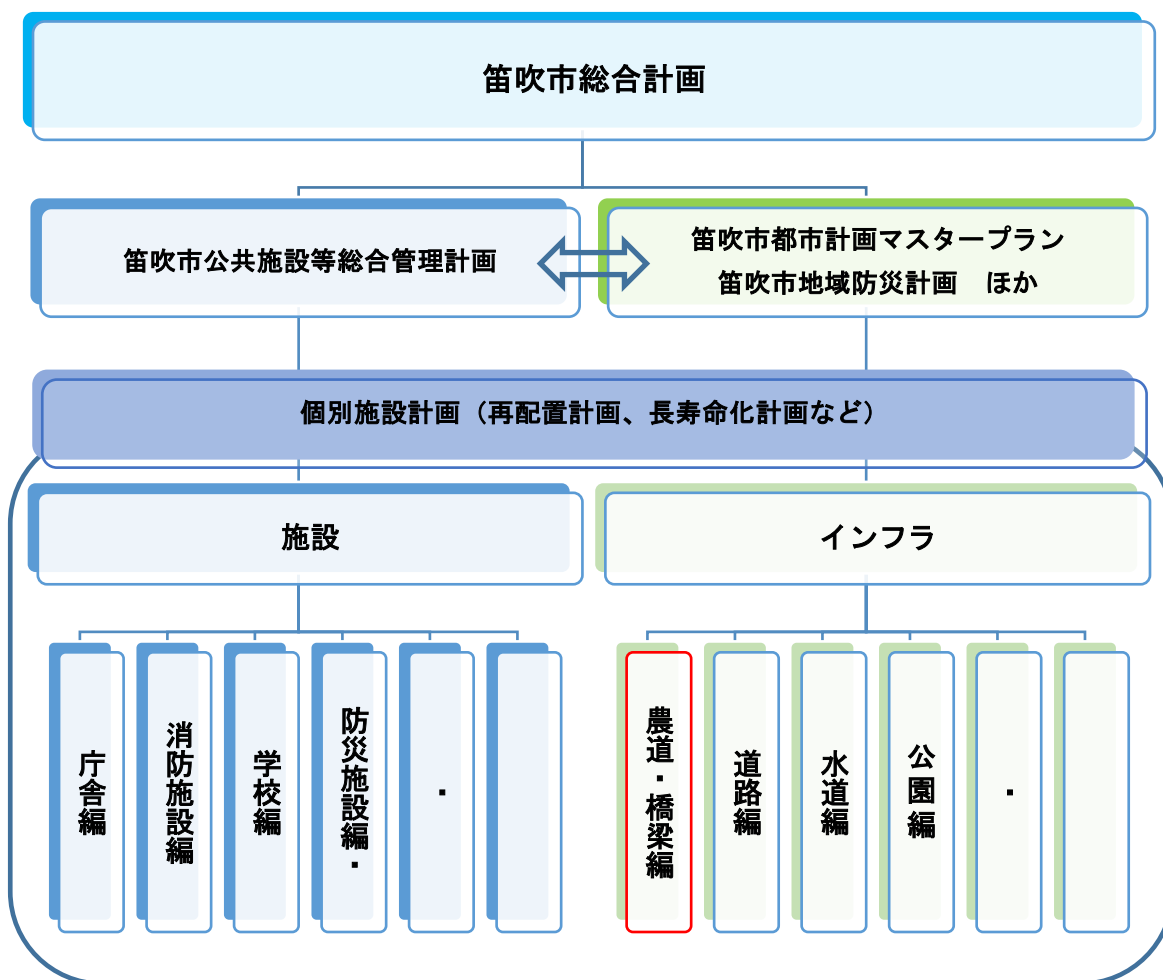 笛吹市総合計画
笛吹市公共施設等総合管理計画
笛吹市都市計画マスタープラン
笛吹市地域防災計画　ほか
個別施設計画（再配置計画、長寿命化計画など）
施設
インフラ
庁舎編
消防施設編
学校編
防災施設編・
・
農道・橋梁編
道路編
水道編
公園編
・